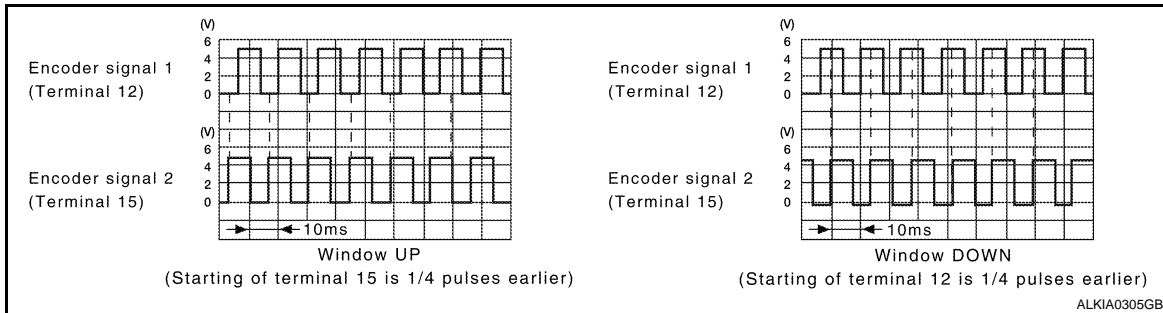 (V)
6
4
2
0
Encoder signal 1
(Terminal 12)
(V)
6
4
2
0
Encoder signal 2
(Terminal 15)
10ms
Window UP
(Starting of terminal 15 is 1/4 pulses earlier)
(V)
6
4
2
0
Encoder signal 1
(Terminal 12)
(V)
6
4
2
0
Encoder signal 2
(Terminal 15)
10ms
Window DOWN
(Starting of terminal 12 is 1/4 pulses earlier)
ALKIA0305GB